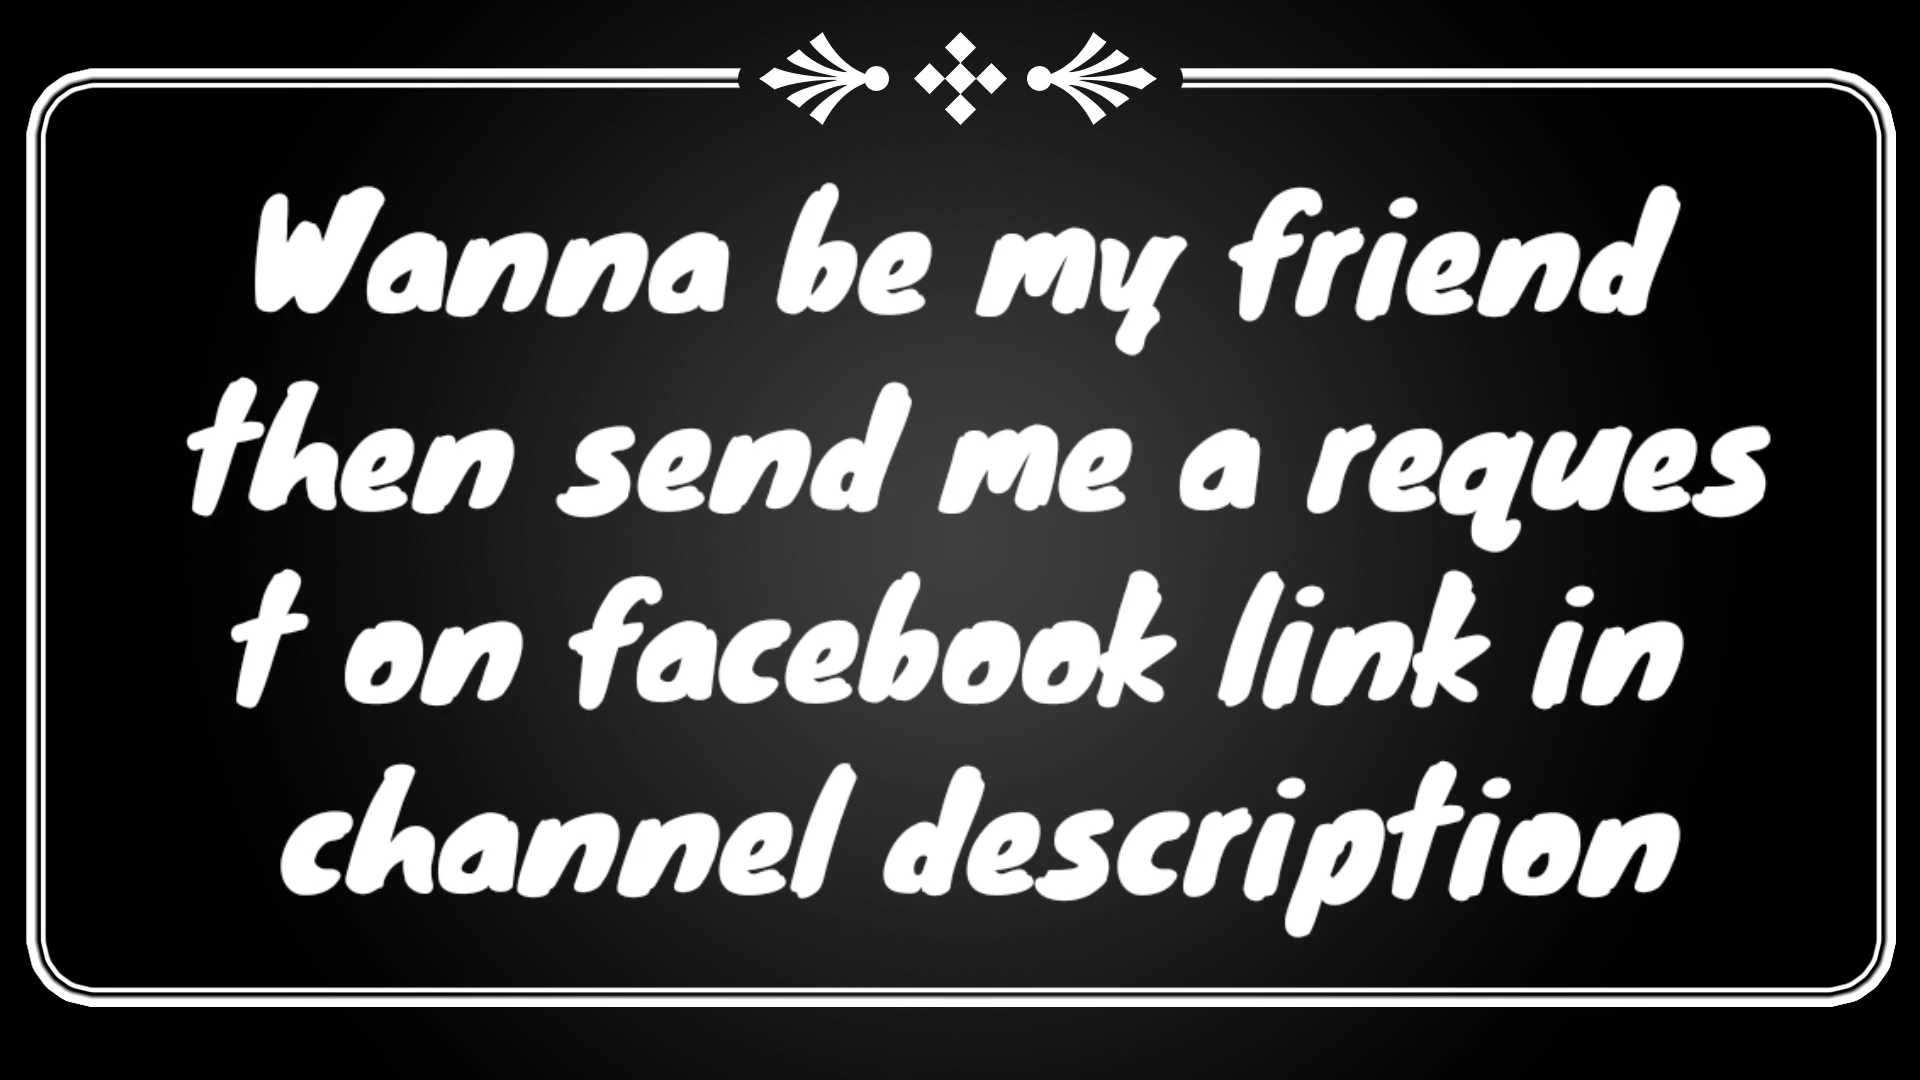 Wanna be my friend
then send me a reques
t on facebook link in
channel description